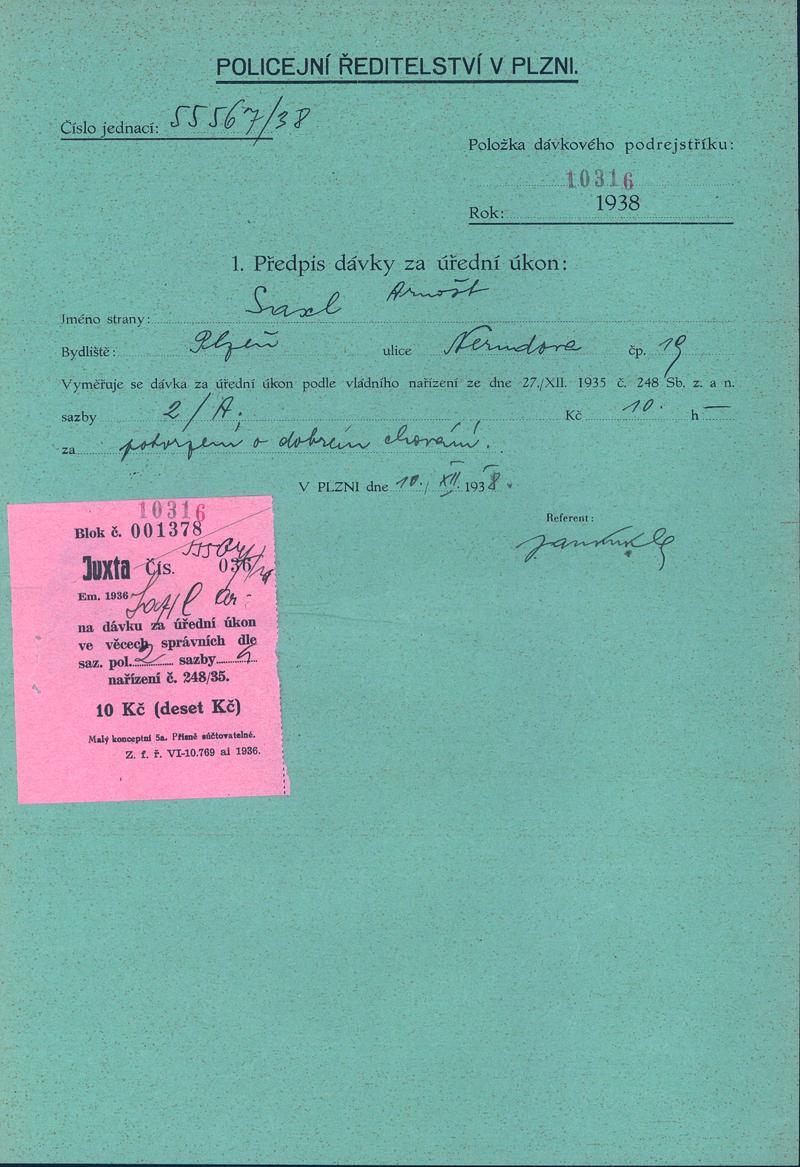 POLICEJNÍ ŘEDITELSTVÍ V PLZNI.
Číslo jednací: 55567/38
Položka dávkového podrejstříku:
10316
Rok: 1938
1. Předpis dávky za úřední úkon:
Jméno strany: Saxl Arnošt
Bydliště: Plzeň ulice Nerudova čp. 19
Vyměřuje se dávka za úřední úkon podle vládního nařízení ze dne 27./XII. 1935 č. 248 Sb. z. a n.
sazby 2/A. Kč 10. h —
za potvrzení o dobrém chování.
V PLZNI dne 10./XII. 1938.
Referent:
10316
Blok č. 001378
Juxta Čís. 036
Em. 1936 Saxl Ar-
na dávku za úřední úkon
ve věcech správních dle
saz. pol. 2 sazby
nařízení č. 248/35.
10 Kč (deset Kč)
Malý konceptní 5a. Přísně súčtovatelné.
Z. f. ř. VI-10.769 ai 1936.